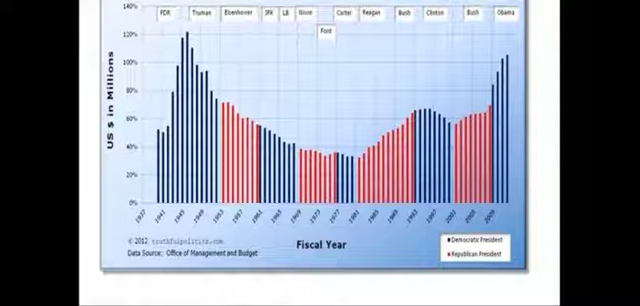 140%
FDR Truman Eisenhower JFK LB Nixon Carter Reagan Bush Clinton Bush Obama
Ford
120%
100%
80%
60%
40%
20%
0%
US $ in Millions
1937 1941 1945 1949 1953 1957 1961 1965 1969 1973 1977 1981 1985 1989 1993 1997 2001 2005 2009
Fiscal Year
© 2012 truthfulpolitics.com
Data Source: Office of Management and Budget
Democratic President
Republican President